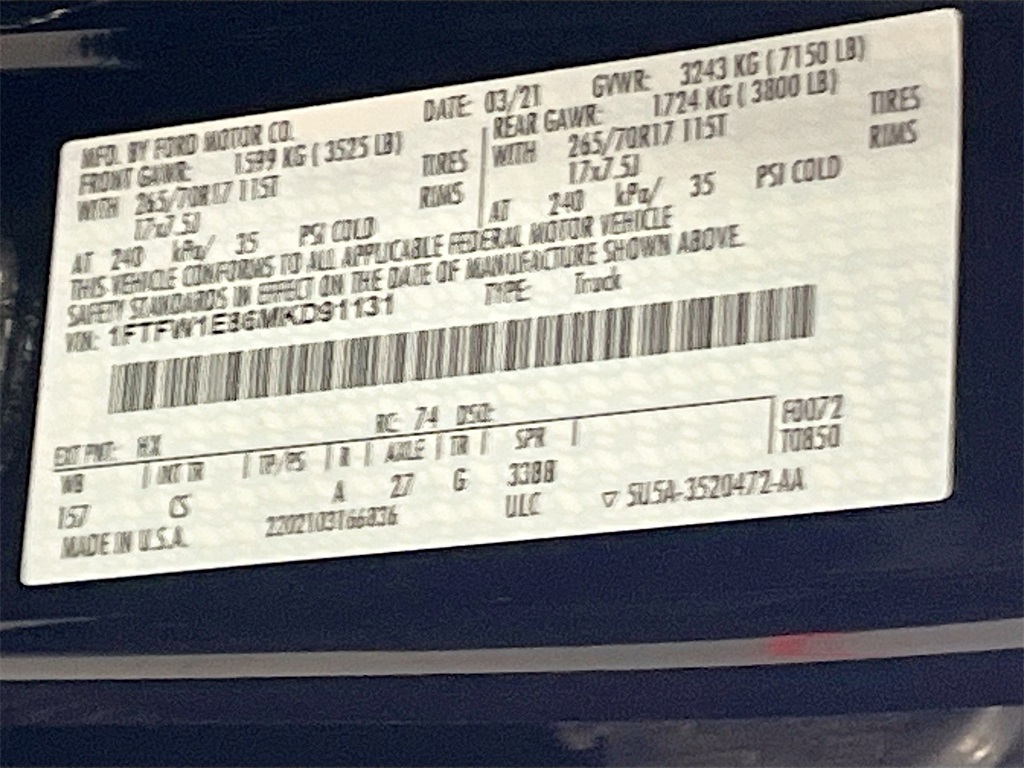 MFD. BY FORD MOTOR CO. DATE: 03/21 GVWR: 3243 KG ( 7150 LB)
FRONT GAWR: 1599 KG ( 3525 LB) REAR GAWR: 1724 KG ( 3800 LB)
WITH 265/70R17 115T TIRES WITH 265/70R17 115T TIRES
17x7.5J RIMS 17x7.5J RIMS
AT 240 kPa/ 35 PSI COLD AT 240 kPa/ 35 PSI COLD
THIS VEHICLE CONFORMS TO ALL APPLICABLE FEDERAL MOTOR VEHICLE
SAFETY STANDARDS IN EFFECT ON THE DATE OF MANUFACTURE SHOWN ABOVE.
VIN: 1FTFW1E86MKD91131 TYPE: Truck
EXT PNT: HX RC: 74 DSO:
WB INT TR TP/PS R AXLE TR SPR F0072
157 CS A 27 G 3388 T0850
MADE IN U.S.A. 2202103166836 ULC ▽ 5U5A-3520472-AA